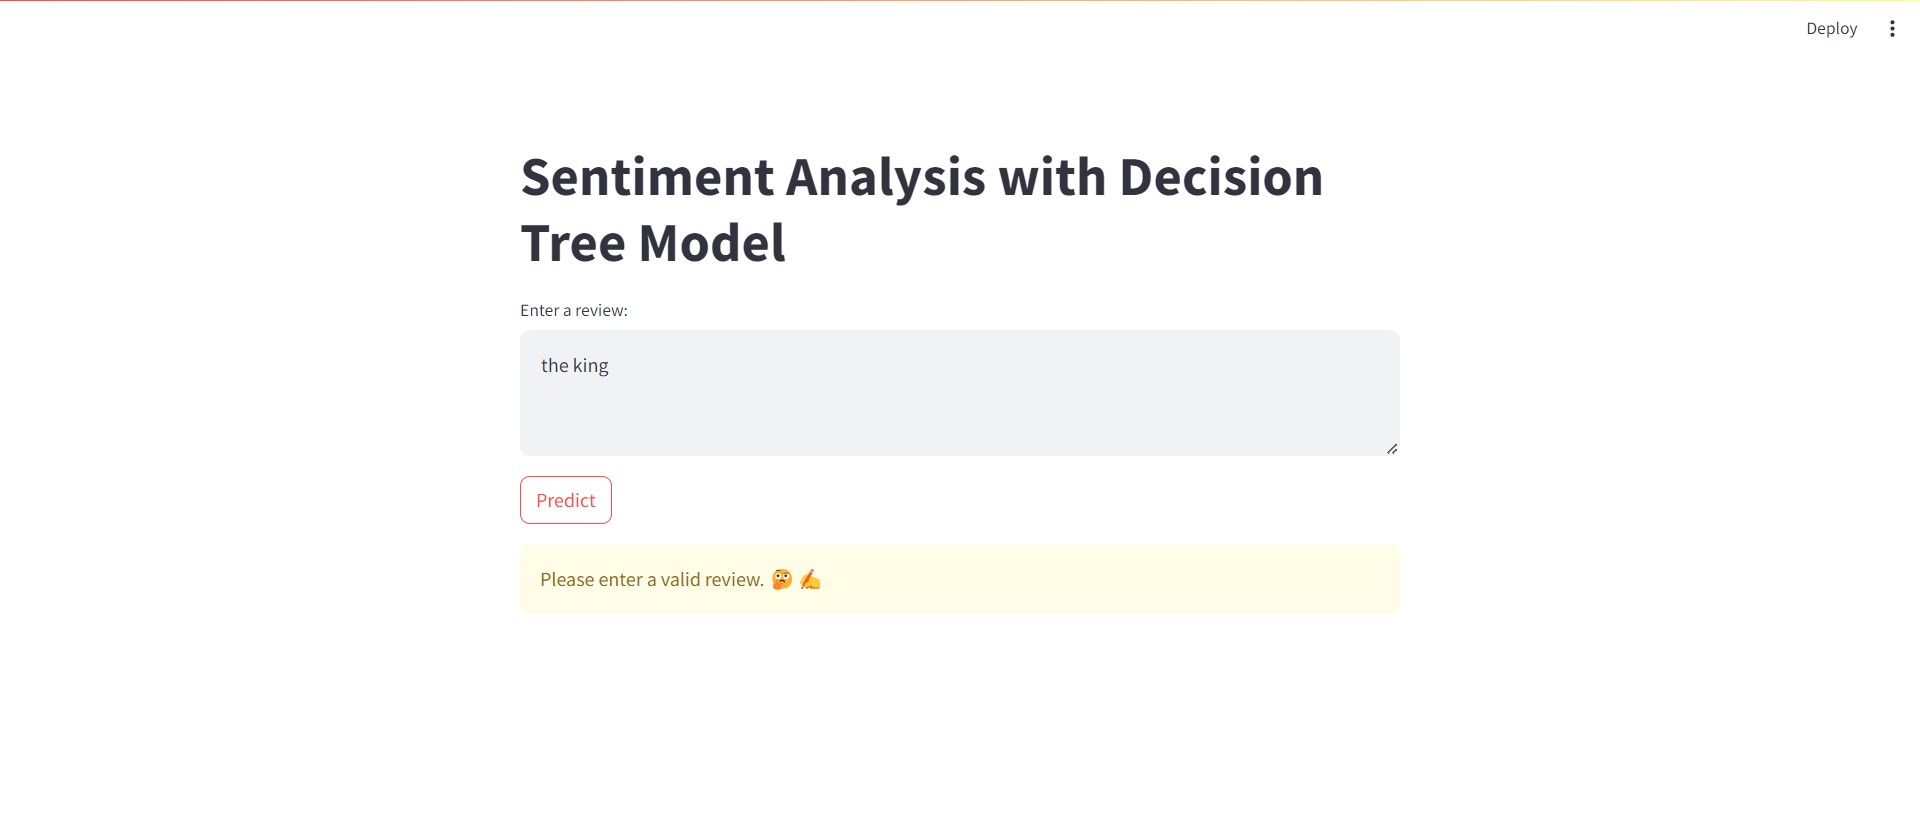 Deploy
Sentiment Analysis with Decision
Tree Model
Enter a review:
the king
Predict
Please enter a valid review. 🤔 ✍️